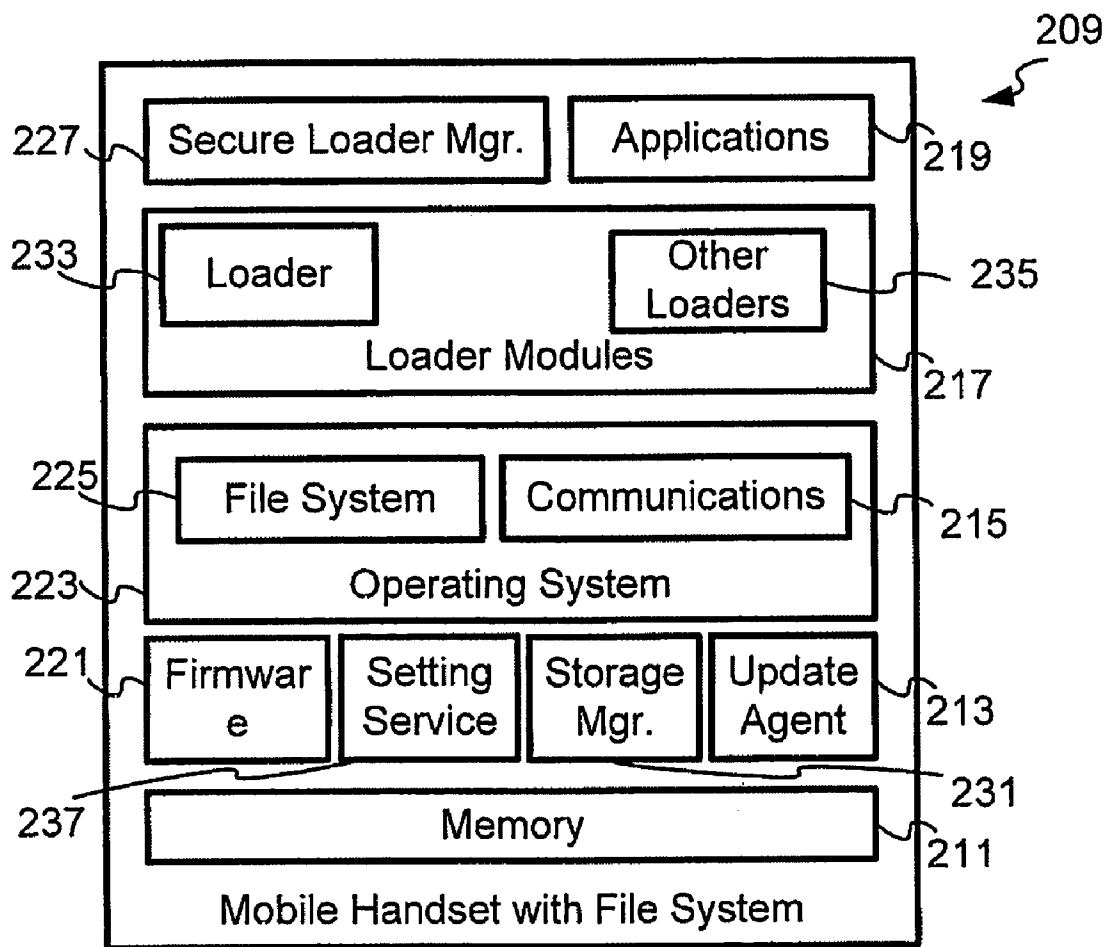 209
227
Secure Loader Mgr.
Applications
219
233
Loader
Other
Loaders
235
Loader Modules
217
225
File System
Communications
215
223
Operating System
221
Firmwar
e
Setting
Service
Storage
Mgr.
Update
Agent
213
237
231
Memory
211
Mobile Handset with File System